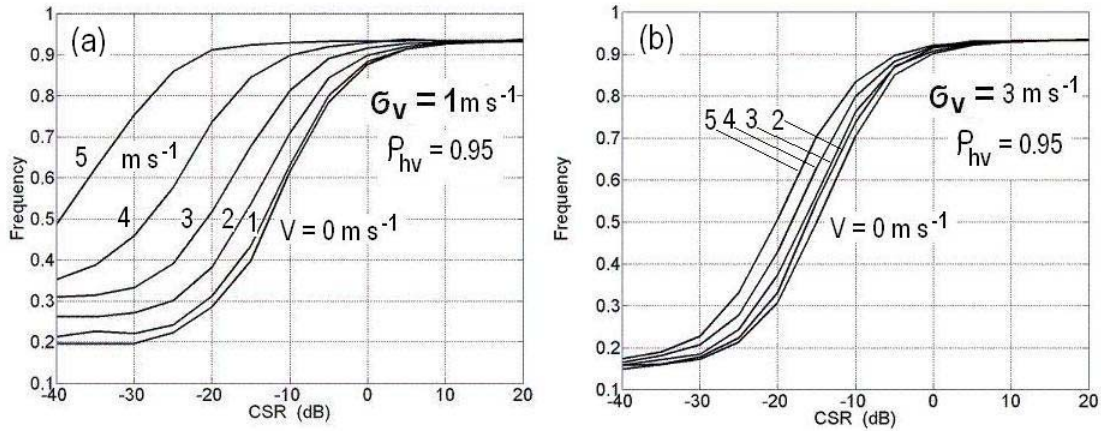 (a)
σv = 1 m s-1
ρhv = 0.95
5 m s-1
4
3
2
1
V = 0 m s-1
Frequency
1
0.9
0.8
0.7
0.6
0.5
0.4
0.3
0.2
0.1
-40 -30 -20 -10 0 10 20
CSR (dB)
(b)
σv = 3 m s-1
ρhv = 0.95
5 4 3 2
V = 0 m s-1
Frequency
1
0.9
0.8
0.7
0.6
0.5
0.4
0.3
0.2
0.1
-40 -30 -20 -10 0 10 20
CSR (dB)